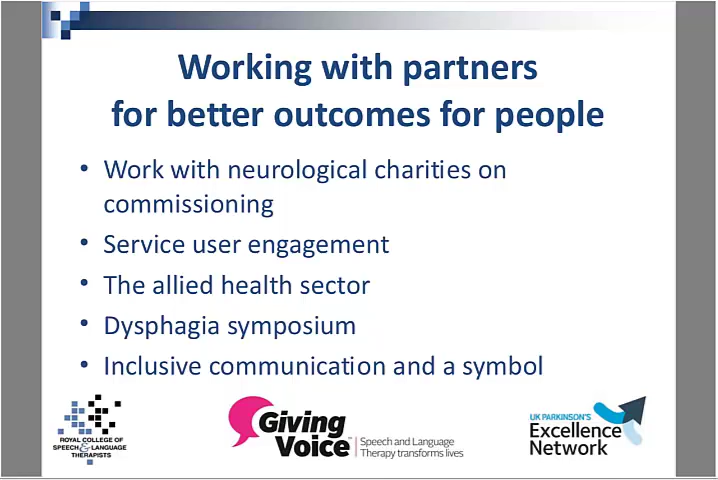 Working with partners
for better outcomes for people
• Work with neurological charities on
commissioning
• Service user engagement
• The allied health sector
• Dysphagia symposium
• Inclusive communication and a symbol
ROYAL COLLEGE OF
SPEECH & LANGUAGE
THERAPISTS
Giving
Voice™
Speech and Language
Therapy transforms lives
UK PARKINSON'S
Excellence
Network